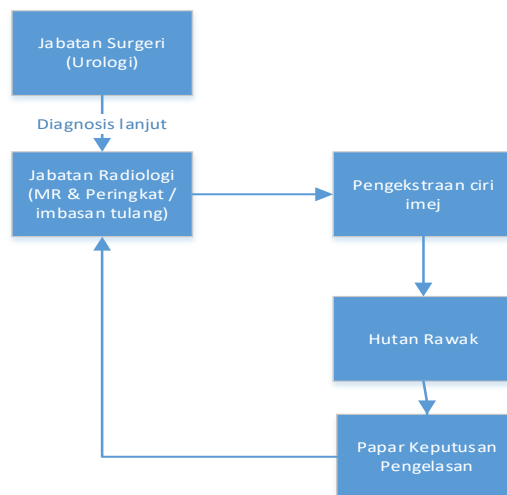 Jabatan Surgeri
(Urologi)
Diagnosis lanjut
Jabatan Radiologi
(MR & Peringkat /
imbasan tulang)
Pengekstraan ciri
imej
Hutan Rawak
Papar Keputusan
Pengelasan